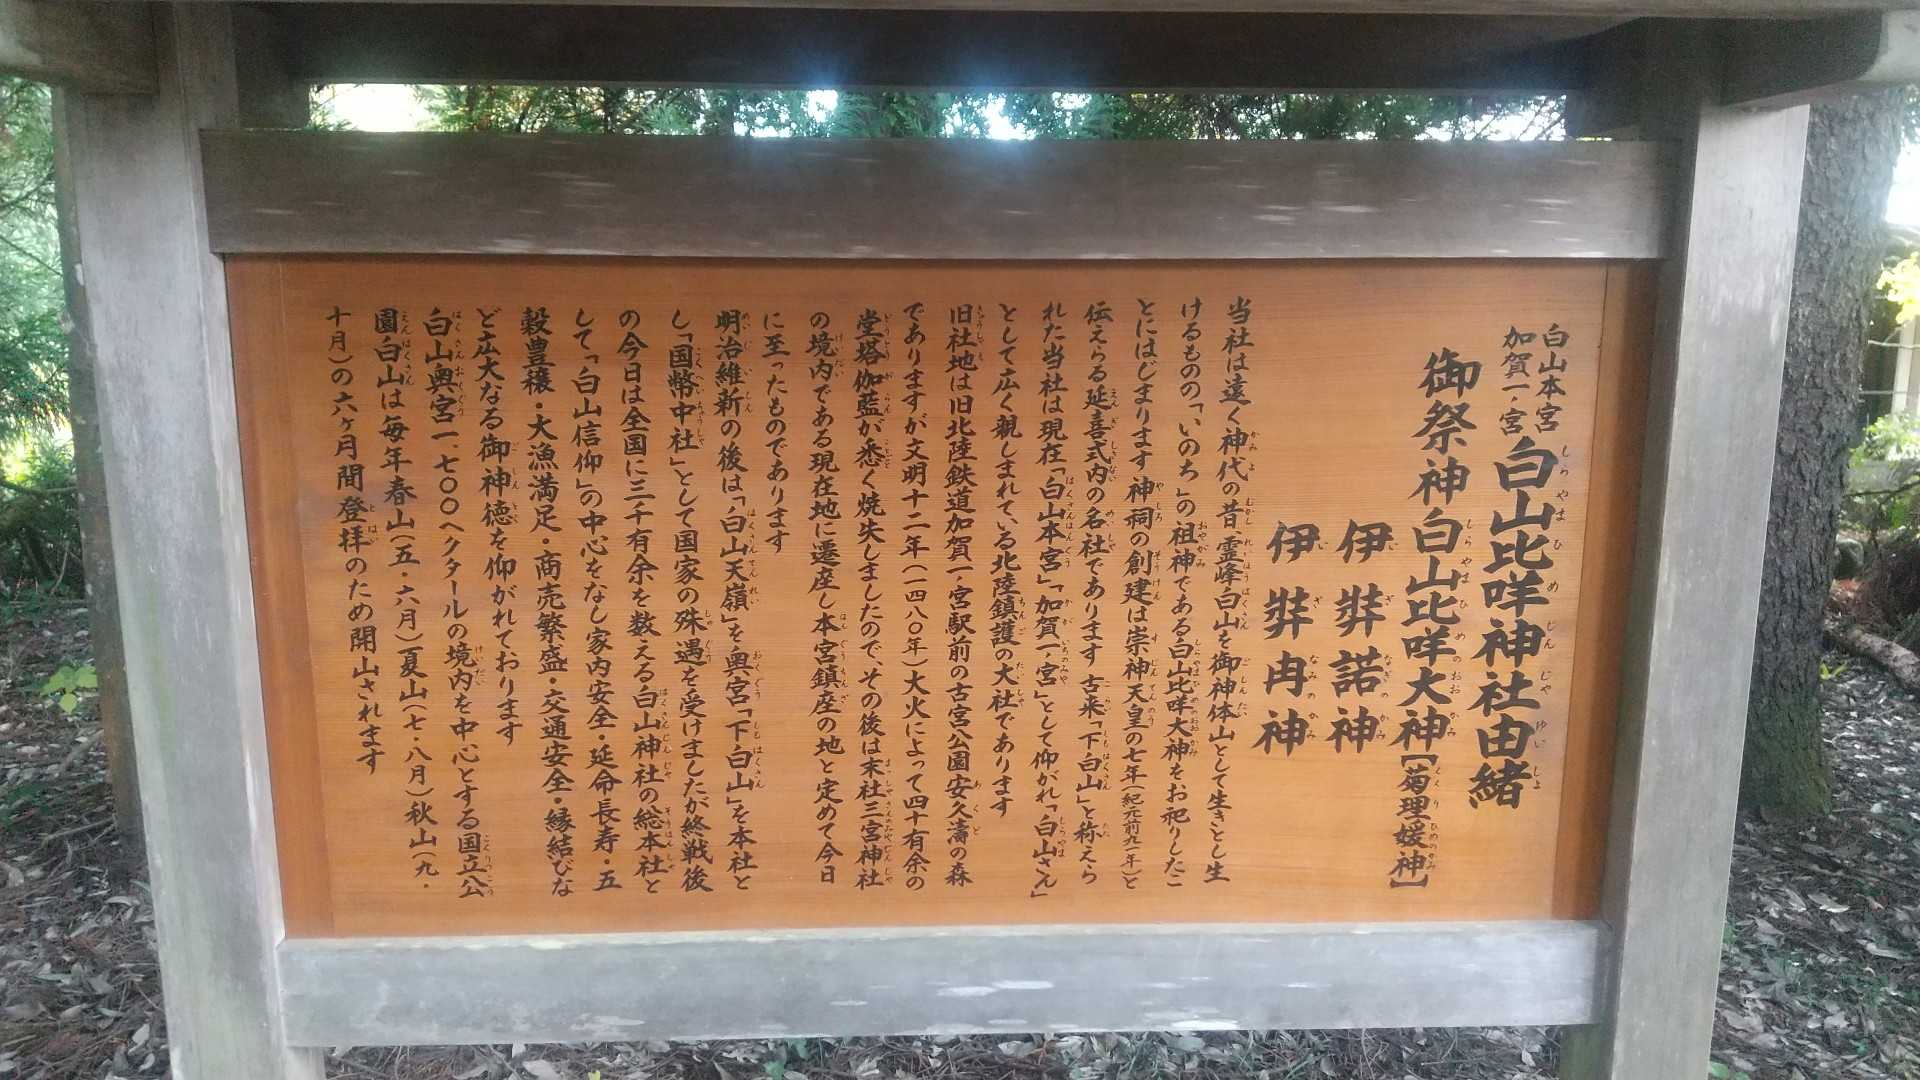 白山本宮
加賀一ノ宮
白山比咩神社由緒
御祭神 白山比咩大神【菊理媛神】
伊弉諾神
伊弉冉神
当社は遠く神代の昔霊峰白山を御神体山として生きとし生
けるものの「いのち」の祖神である白山比咩大神をお祀りしたこ
とにはじまります 神祠の創建は崇神天皇の七年(紀元前九一年)と
伝えらる延喜式内の名社であります 古来「下白山」と称えら
れた当社は現在「白山本宮」「加賀一宮」として仰がれ「白山さん」
として広く親しまれている北陸鎮護の大社であります
旧社地は旧北陸鉄道加賀一ノ宮駅前の古宮公園安久濤の森
でありますが文明十二年(一四八〇年)大火によって四十有余の
堂塔伽藍が悉く焼失しましたので、その後は末社三宮神社
の境内である現在地に遷座し本宮鎮座の地と定めて今日
に至ったものであります
明治維新の後は「白山天嶺」を奥宮「下白山」を本社と
し「国幣中社」として国家の殊遇を受けましたが終戦後
の今日は全国に三千有余を数える白山神社の総本社と
して「白山信仰」の中心をなし家内安全・延命長寿・五
穀豊穣・大漁満足・商売繁盛・交通安全・縁結びな
ど広大なる御神徳を仰がれております
白山奥宮一、七〇〇ヘクタールの境内を中心とする国立公
園白山は毎年春山(五・六月)夏山(七・八月)秋山(九・
十月)の六ヶ月間登拝のため開山されます